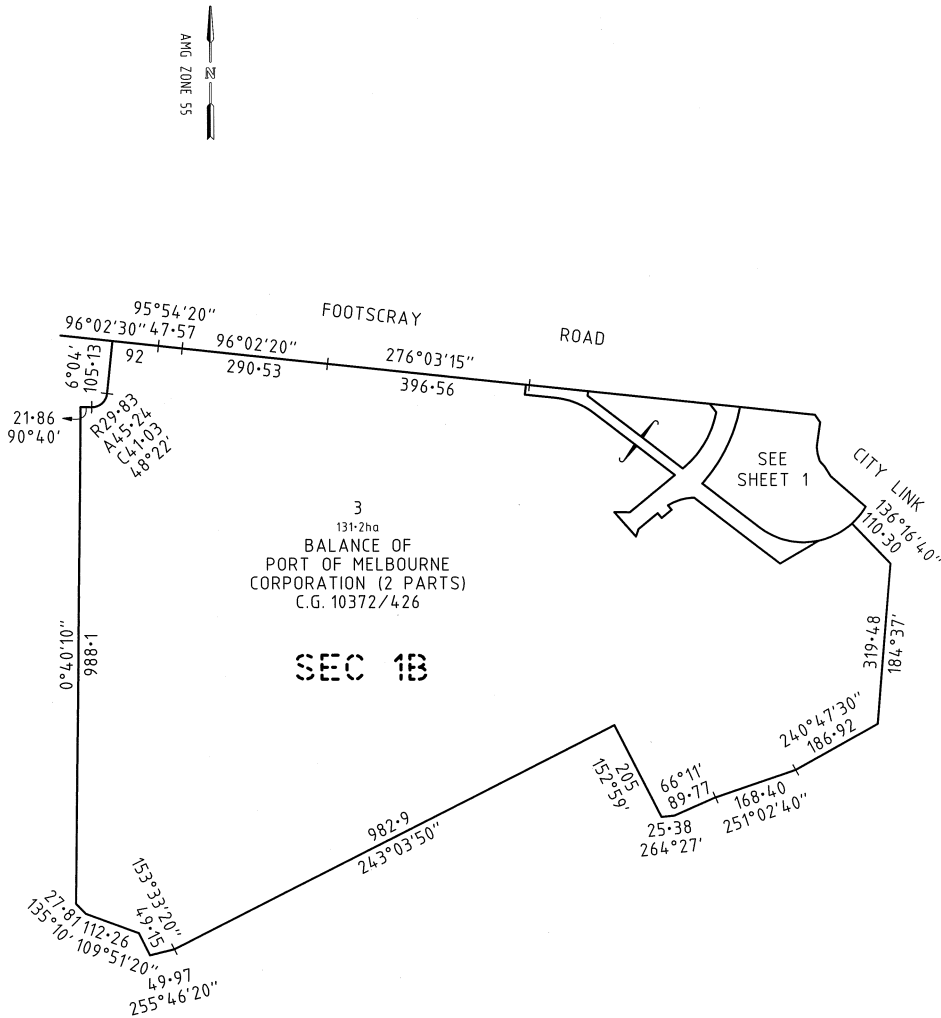 AMG ZONE 55
N
95°54'20"
96°02'30" 47·57
92
96°02'20"
290·53
FOOTSCRAY
ROAD
276°03'15"
396·56
6°04'
105·13
21·86
90°40'
R29·83
A45·24
C41·03
48°22'
SEE
SHEET 1
CITY LINK
136°16'40"
110·30
3
131·2ha
BALANCE OF
PORT OF MELBOURNE
CORPORATION (2 PARTS)
C.G. 10372/426
SEC 1B
0°40'10"
988·1
319·48
184°37'
240°47'30"
186·92
205
152°59'
66°11'
89·77
168·40
251°02'40"
25·38
264°27'
982·9
243°03'50"
153°33'20"
49·15
27·81 112·26
135°10' 109°51'20"
49·97
255°46'20"